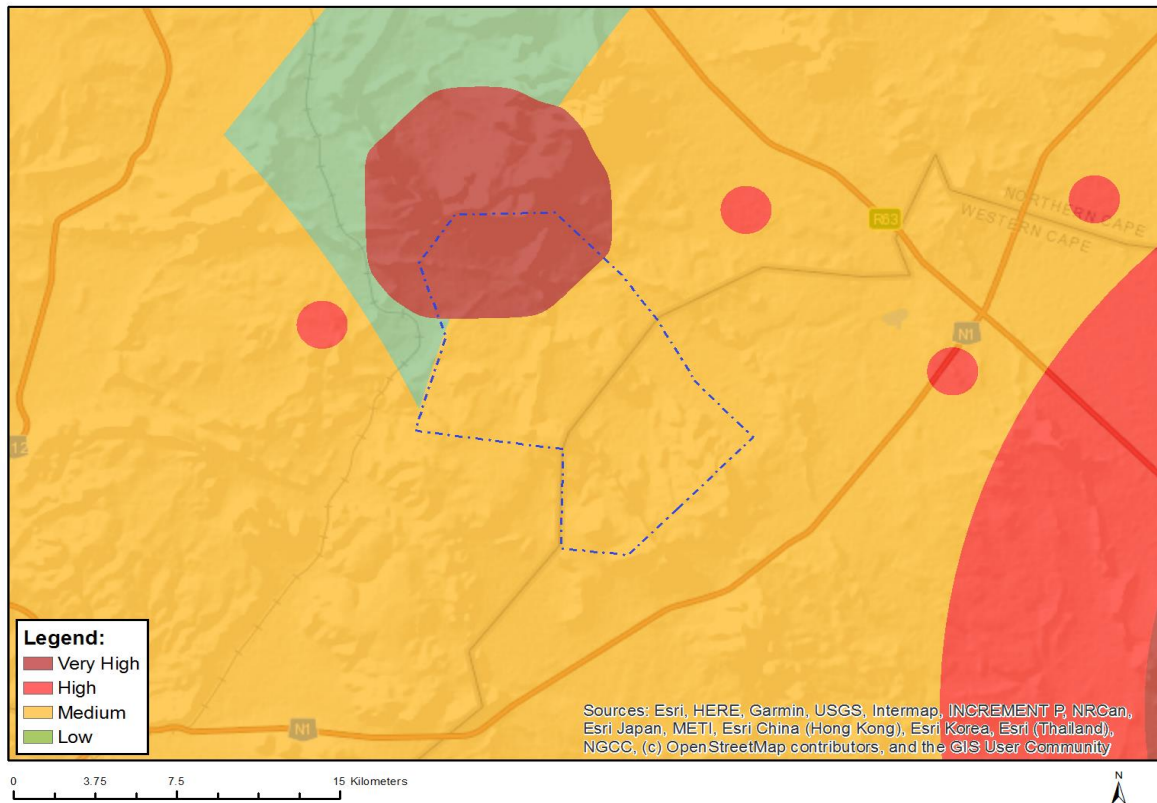 NORTHERN CAPE
WESTERN CAPE
R63
N1
12
Legend:
Very High
High
Medium
Low
N1
Sources: Esri, HERE, Garmin, USGS, Intermap, INCREMENT P, NRCan,
Esri Japan, METI, Esri China (Hong Kong), Esri Korea, Esri (Thailand),
NGCC, (c) OpenStreetMap contributors, and the GIS User Community
0 3.75 7.5 15 Kilometers
N